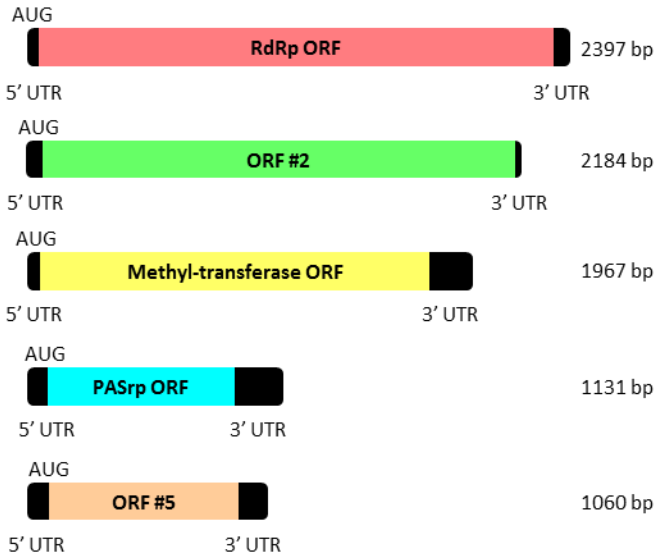 AUG
RdRp ORF
2397 bp
5’ UTR
3’ UTR
AUG
ORF #2
2184 bp
5’ UTR
3’ UTR
AUG
Methyl-transferase ORF
1967 bp
5’ UTR
3’ UTR
AUG
PASrp ORF
1131 bp
5’ UTR
3’ UTR
AUG
ORF #5
1060 bp
5’ UTR
3’ UTR